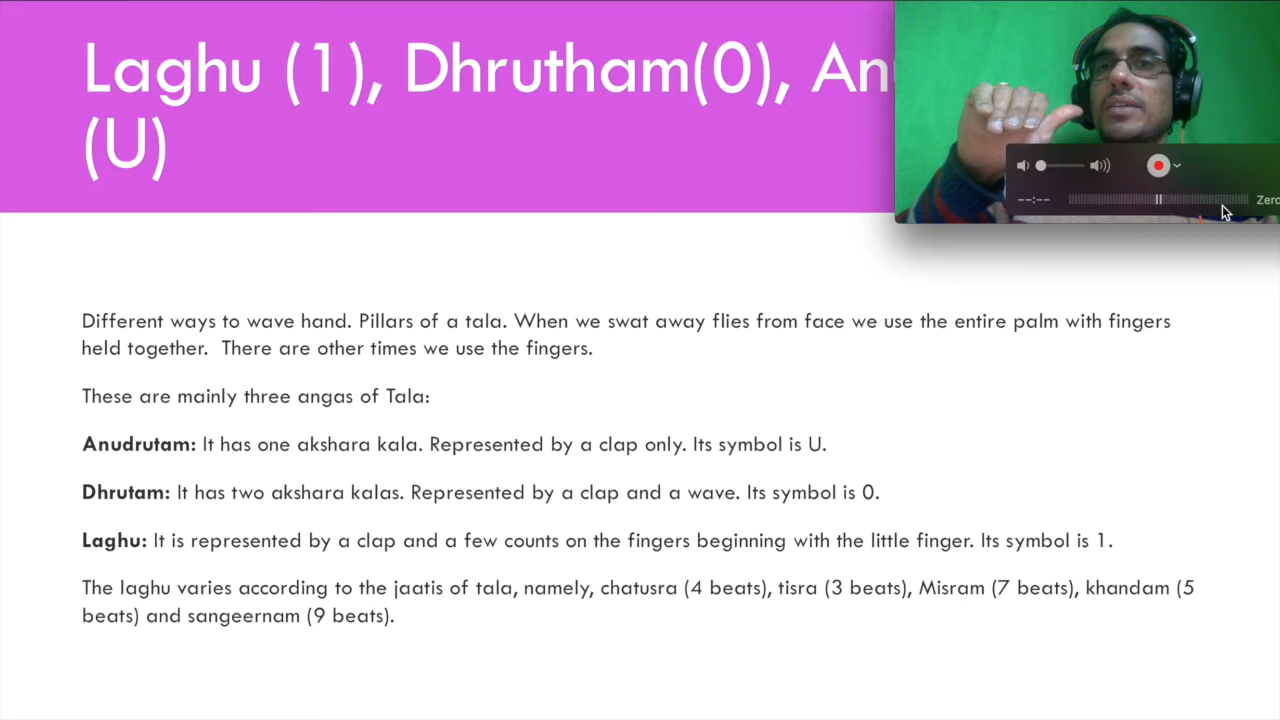 Laghu (1), Dhrutham(0), An
(U)
--:--
Zero
Different ways to wave hand. Pillars of a tala. When we swat away flies from face we use the entire palm with fingers
held together.  There are other times we use the fingers.
These are mainly three angas of Tala:
Anudrutam: It has one akshara kala. Represented by a clap only. Its symbol is U.
Dhrutam: It has two akshara kalas. Represented by a clap and a wave. Its symbol is 0.
Laghu: It is represented by a clap and a few counts on the fingers beginning with the little finger. Its symbol is 1.
The laghu varies according to the jaatis of tala, namely, chatusra (4 beats), tisra (3 beats), Misram (7 beats), khandam (5
beats) and sangeernam (9 beats).